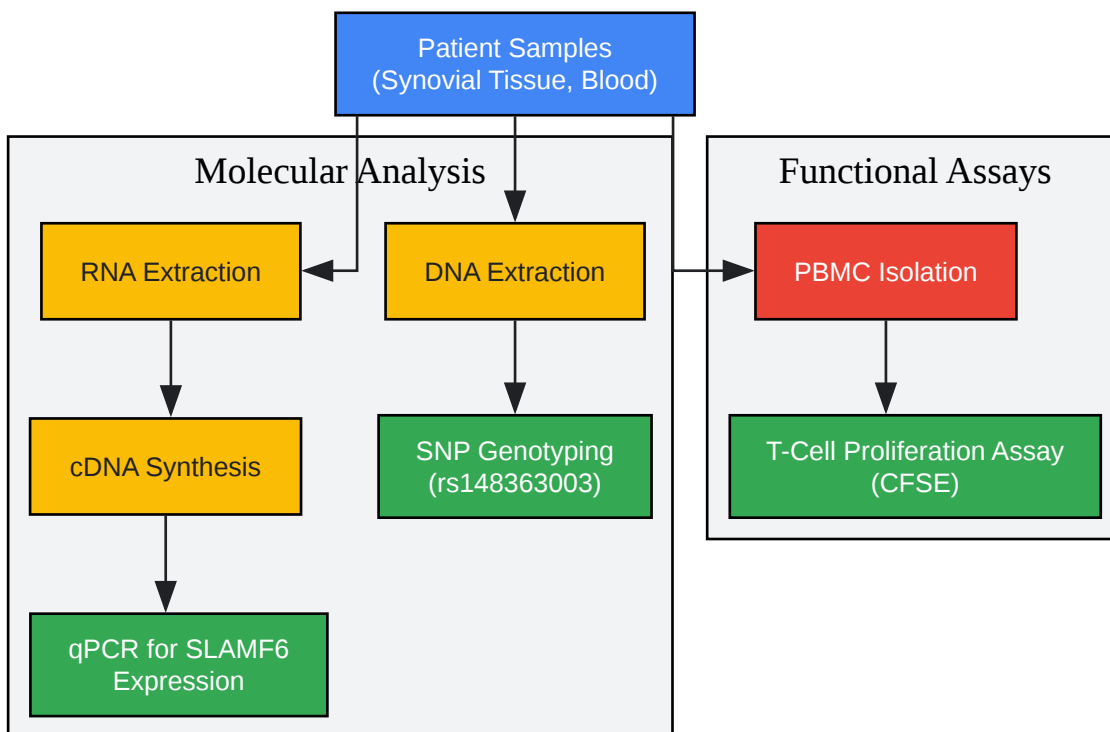 Patient Samples
(Synovial Tissue, Blood)
Molecular Analysis
Functional Assays
RNA Extraction
DNA Extraction
PBMC Isolation
cDNA Synthesis
SNP Genotyping
(rs148363003)
T-Cell Proliferation Assay
(CFSE)
qPCR for SLAMF6
Expression